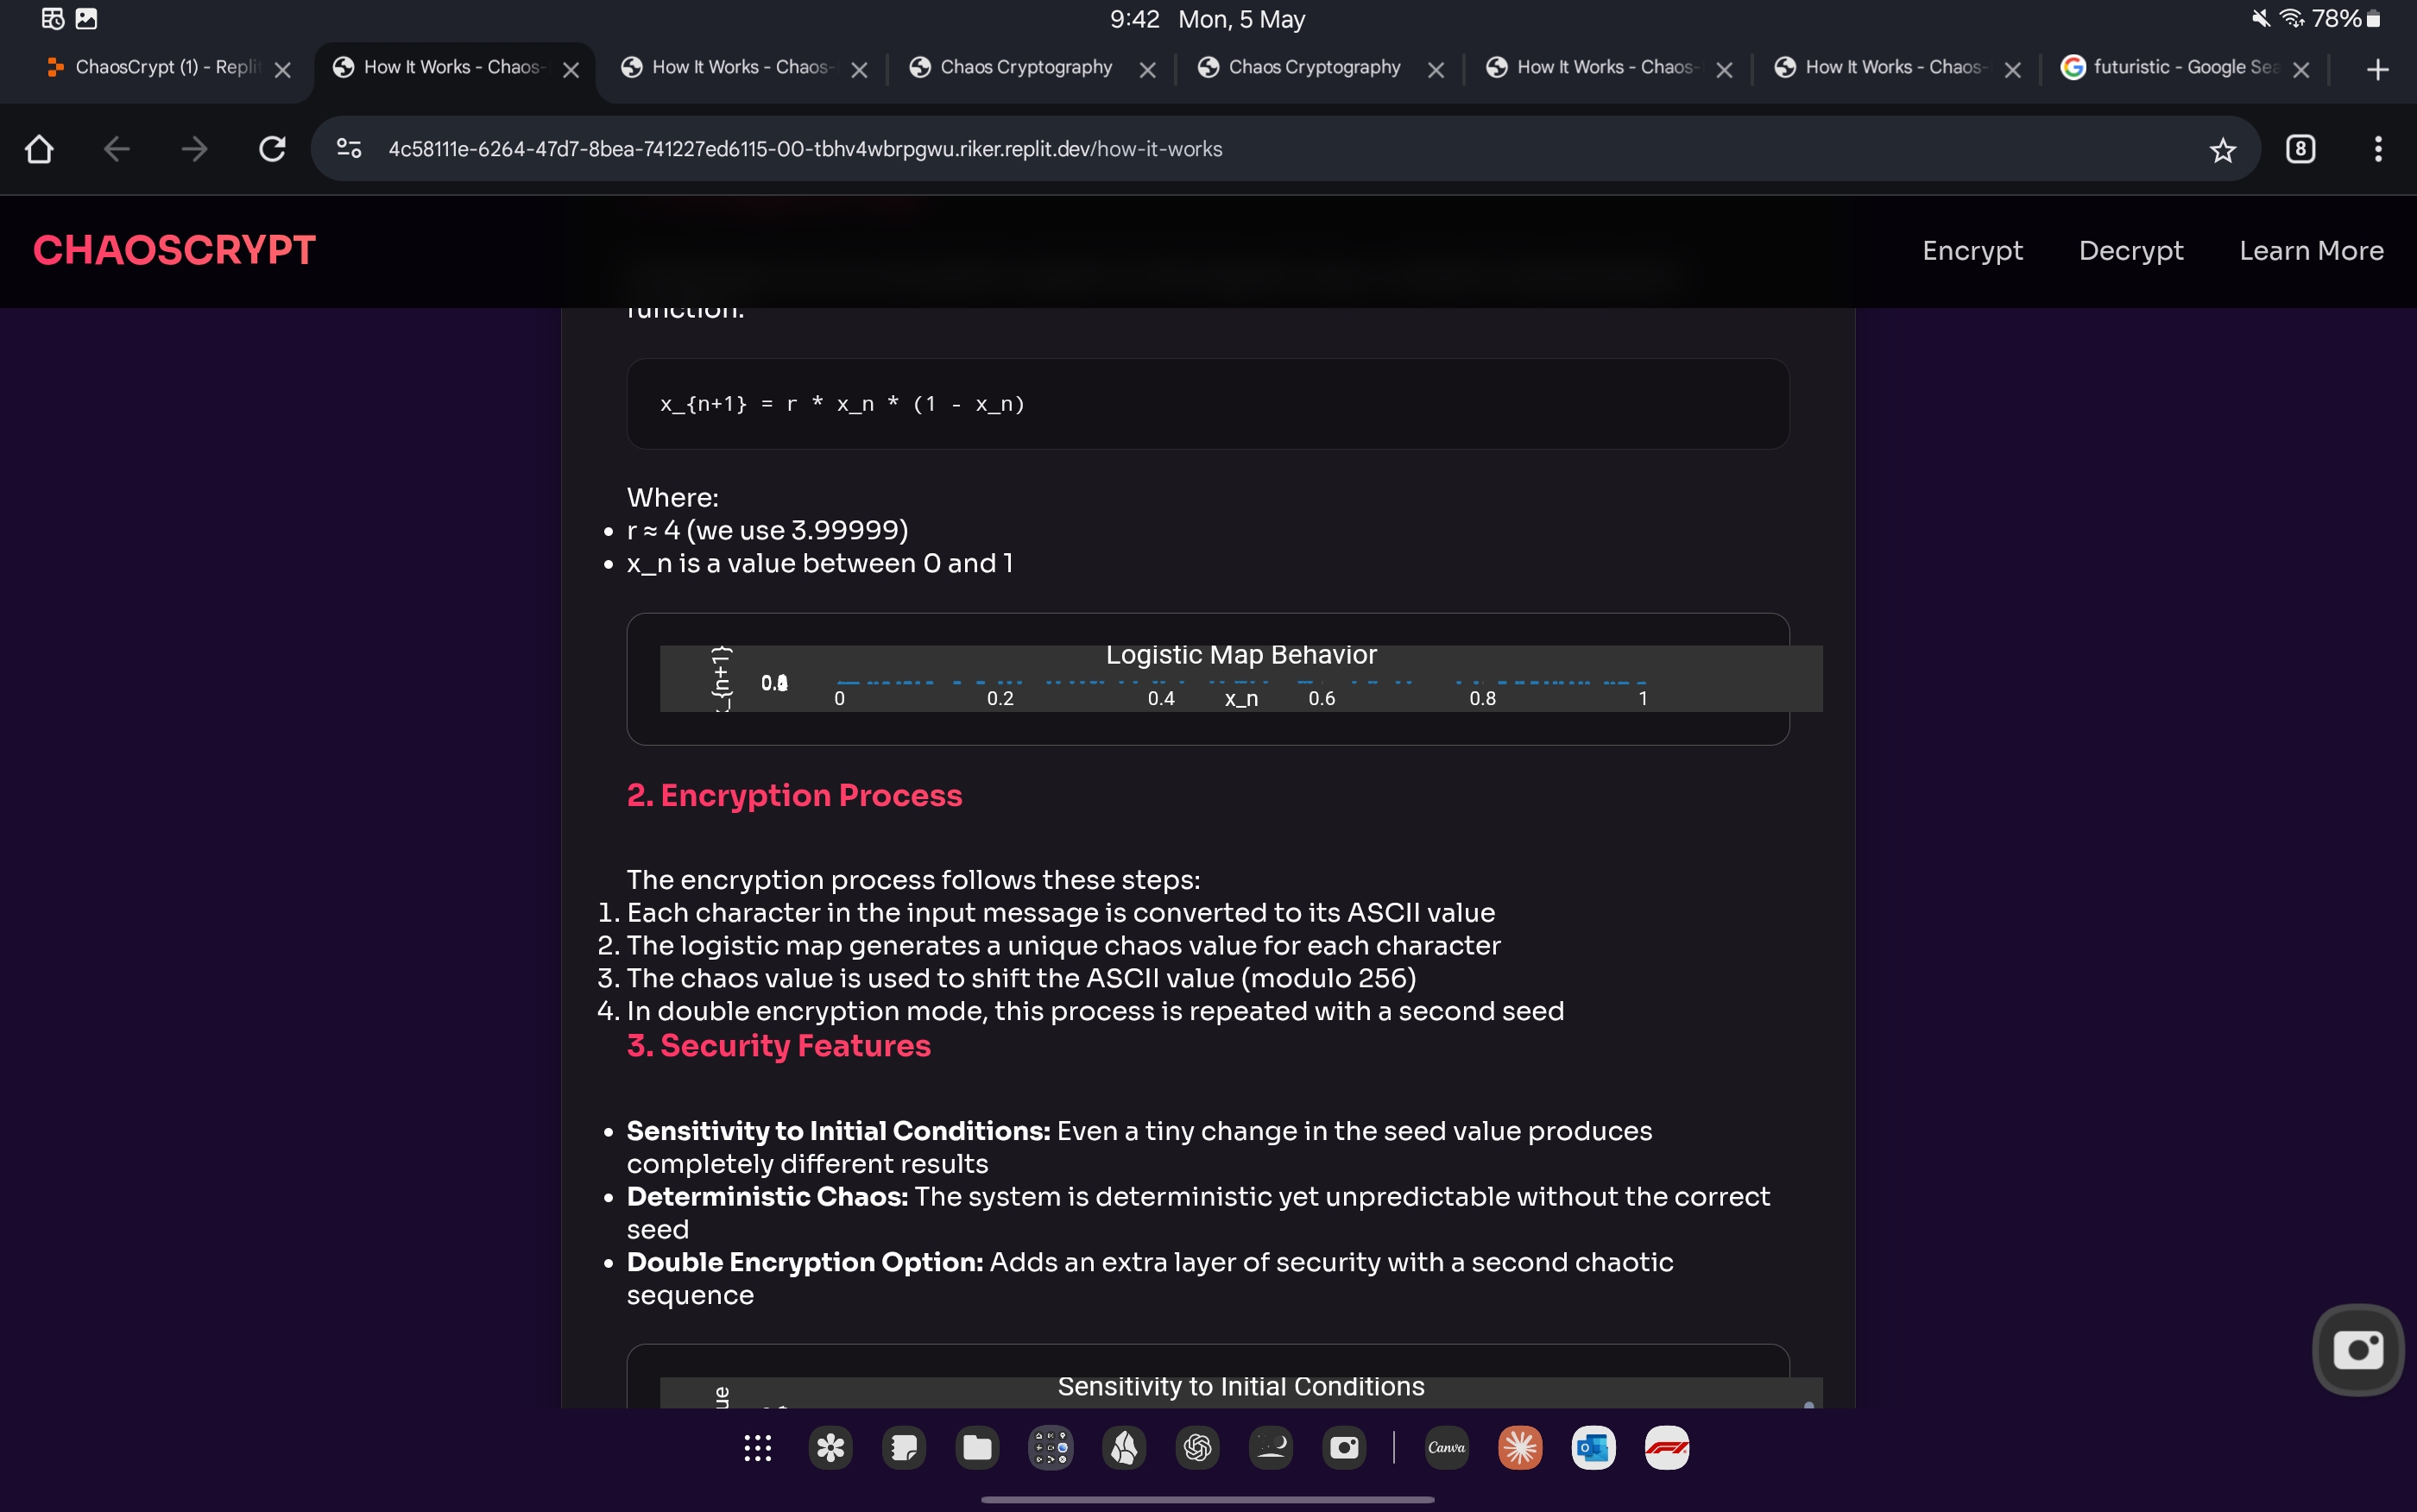 9:42 Mon, 5 May
78%
ChaosCrypt (1) - Replit
How It Works - Chaos-
How It Works - Chaos-
Chaos Cryptography
Chaos Cryptography
How It Works - Chaos-
How It Works - Chaos-
futuristic - Google Sea
4c58111e-6264-47d7-8bea-741227ed6115-00-tbhv4wbrpgwu.riker.replit.dev/how-it-works
8
CHAOSCRYPT
Encrypt Decrypt Learn More
function:
x_{n+1} = r * x_n * (1 - x_n)
Where:
• r ≈ 4 (we use 3.99999)
• x_n is a value between 0 and 1
Logistic Map Behavior
_{n+1}
0 0.2 0.4 0.6 0.8 1
x_n
2. Encryption Process
The encryption process follows these steps:
1. Each character in the input message is converted to its ASCII value
2. The logistic map generates a unique chaos value for each character
3. The chaos value is used to shift the ASCII value (modulo 256)
4. In double encryption mode, this process is repeated with a second seed
3. Security Features
• Sensitivity to Initial Conditions: Even a tiny change in the seed value produces
completely different results
• Deterministic Chaos: The system is deterministic yet unpredictable without the correct
seed
• Double Encryption Option: Adds an extra layer of security with a second chaotic
sequence
Sensitivity to Initial Conditions
ue
Canva